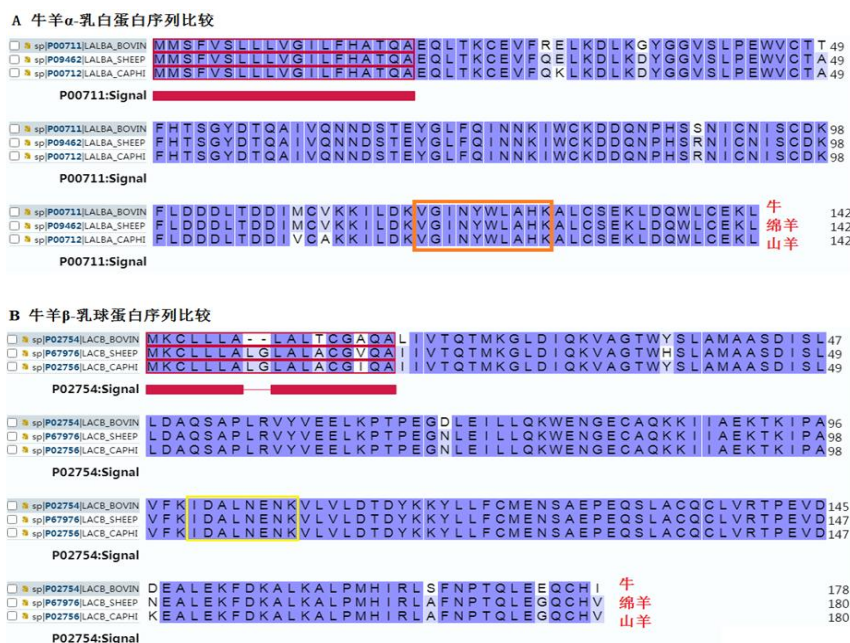 A 牛羊α-乳白蛋白序列比较
sp|P00711|LALBA_BOVIN MMSFVSLLLVGILFHATQAEQLTKCEVFRELKDLKGYGGVSLPEWVCTT 49
sp|P09462|LALBA_SHEEP MMSFVSLLLVGILFHATQAEQLTKCEVFQELKDLKDYGGVSLPEWVCTA 49
sp|P00712|LALBA_CAPHI MMSFVSLLLVGILFHATQAEQLTKCEVFQKLKDLKDYGGVSLPEWVCTA 49
P00711:Signal
sp|P00711|LALBA_BOVIN FHTSGYDTQAIVQNNDSTEYGLFQINNKIWCKDDQNPHSSNICNISCDK 98
sp|P09462|LALBA_SHEEP FHTSGYDTQAIVQNNDSTEYGLFQINNKIWCKDDQNPHSRNICNISCDK 98
sp|P00712|LALBA_CAPHI FHTSGYDTQAIVQNNDSTEYGLFQINNKIWCKDDQNPHSRNICNISCDK 98
P00711:Signal
sp|P00711|LALBA_BOVIN FLDDDLTDDIMCVKKILDKVGINYWLAHKALCSEKLDQWLCEKL 牛 142
sp|P09462|LALBA_SHEEP FLDDDLTDDIMCVKKILDKVGINYWLAHKALCSEKLDQWLCEKL 绵羊 142
sp|P00712|LALBA_CAPHI FLDDDLTDDIVCAKKILDKVGINYWLAHKALCSEKLDQWLCEKL 山羊 142
P00711:Signal
B 牛羊β-乳球蛋白序列比较
sp|P02754|LACB_BOVIN MKCLLLA--LALTCGAQALIVTQTMKGLDIQKVAGTWYSLAMAASDISL 47
sp|P67976|LACB_SHEEP MKCLLLALGLALACGVQAIIVTQTMKGLDIQKVAGTWHSLAMAASDISL 49
sp|P02756|LACB_CAPHI MKCLLLALGLALACGIQAIIVTQTMKGLDIQKVAGTWYSLAMAASDISL 49
P02754:Signal
sp|P02754|LACB_BOVIN LDAQSAPLRVYVEELKPTPEGDLEILLQKWENGECAQKKIIAEKTKIPA 96
sp|P67976|LACB_SHEEP LDAQSAPLRVYVEELKPTPEGNLEILLQKWENGECAQKKIIAEKTKIPA 98
sp|P02756|LACB_CAPHI LDAQSAPLRVYVEELKPTPEGNLEILLQKWENGECAQKKIIAEKTKIPA 98
P02754:Signal
sp|P02754|LACB_BOVIN VFKIDALNENKVLVLDTDYKKYLLFCMENSAEPEQSLACQCLVRTPEVD 145
sp|P67976|LACB_SHEEP VFKIDALNENKVLVLDTDYKKYLLFCMENSAEPEQSLACQCLVRTPEVD 147
sp|P02756|LACB_CAPHI VFKIDALNENKVLVLDTDYKKYLLFCMENSAEPEQSLACQCLVRTPEVD 147
P02754:Signal
sp|P02754|LACB_BOVIN DEALEKFDKALKALPMHIRLSFNPTQLEEQCHI 牛 178
sp|P67976|LACB_SHEEP NEALEKFDKALKALPMHIRLAFNPTQLEGQCHV 绵羊 180
sp|P02756|LACB_CAPHI KEALEKFDKALKALPMHIRLAFNPTQLEGQCHV 山羊 180
P02754:Signal